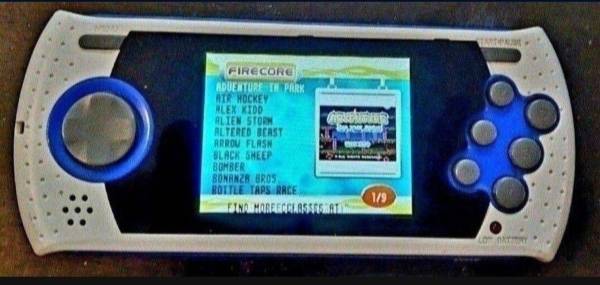 FIRECORE
ADVENTURE IN PARK
AIR HOCKEY
ALEX KIDD
ALIEN STORM
ALTERED BEAST
ARROW FLASH
BLACK SHEEP
BOMBER
BONANZA BROS.
BOTTLE TAPS RACE
1/9
LOW BATTERY